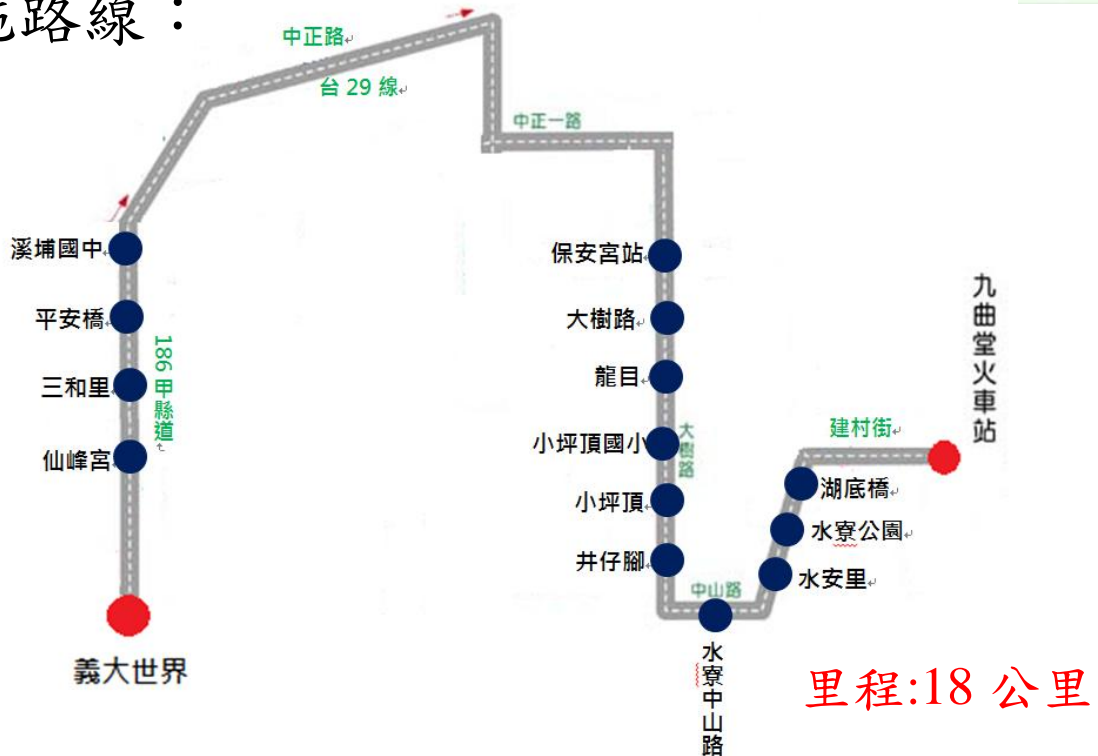 施路線：
中正路
台 29 線
中正一路
溪埔國中
平安橋
三和里
仙峰宮
186 甲縣道
義大世界
保安宮站
大樹路
龍目
小坪頂國小
小坪頂
井仔腳
大樹路
中山路
水寮中山路
水安里
水寮公園
湖底橋
建村街
九曲堂火車站
里程:18 公里